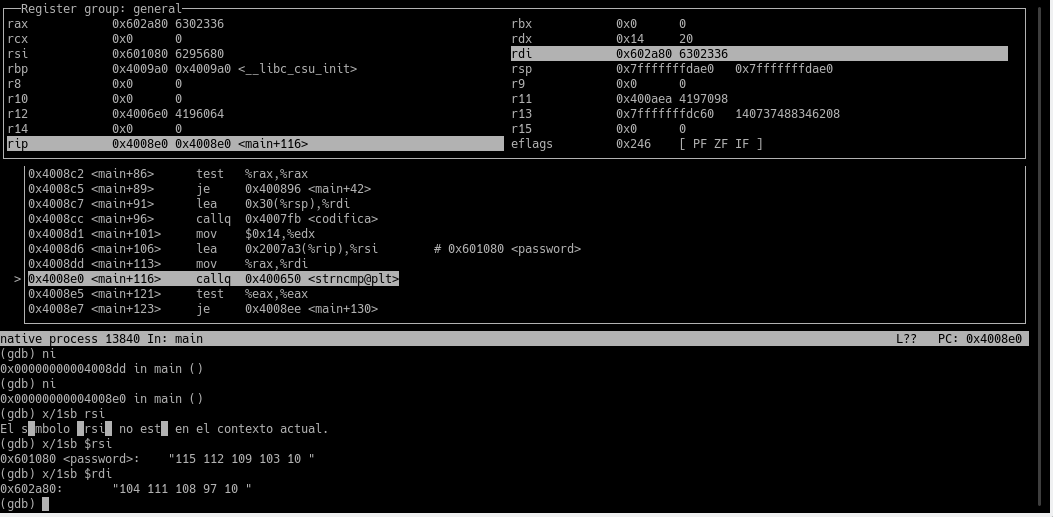 Register group: general
rax 0x602a80 6302336 rbx 0x0 0
rcx 0x0 0 rdx 0x14 20
rsi 0x601080 6295680 rdi 0x602a80 6302336
rbp 0x4009a0 0x4009a0 <__libc_csu_init> rsp 0x7fffffffdae0 0x7fffffffdae0
r8 0x0 0 r9 0x0 0
r10 0x0 0 r11 0x400aea 4197098
r12 0x4006e0 4196064 r13 0x7fffffffdc60 140737488346208
r14 0x0 0 r15 0x0 0
rip 0x4008e0 0x4008e0 <main+116> eflags 0x246 [ PF ZF IF ]
0x4008c2 <main+86> test %rax,%rax
0x4008c5 <main+89> je 0x400896 <main+42>
0x4008c7 <main+91> lea 0x30(%rsp),%rdi
0x4008cc <main+96> callq 0x4007fb <codifica>
0x4008d1 <main+101> mov $0x14,%edx
0x4008d6 <main+106> lea 0x2007a3(%rip),%rsi # 0x601080 <password>
0x4008dd <main+113> mov %rax,%rdi
> 0x4008e0 <main+116> callq 0x400650 <strncmp@plt>
0x4008e5 <main+121> test %eax,%eax
0x4008e7 <main+123> je 0x4008ee <main+130>
native process 13840 In: main L?? PC: 0x4008e0
(gdb) ni
0x00000000004008dd in main ()
(gdb) ni
0x00000000004008e0 in main ()
(gdb) x/1sb rsi
El s mbolo  rsi  no est  en el contexto actual.
(gdb) x/1sb $rsi
0x601080 <password>: "115 112 109 103 10 "
(gdb) x/1sb $rdi
0x602a80: "104 111 108 97 10 "
(gdb)